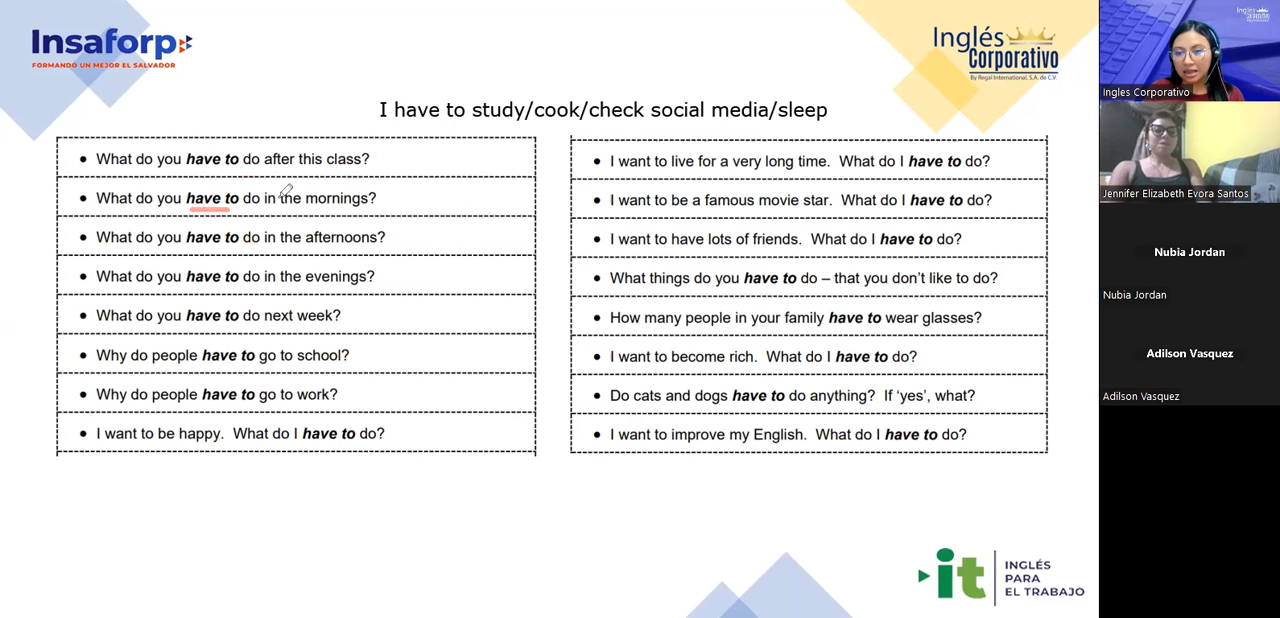 Insaforp
FORMANDO UN MEJOR EL SALVADOR
Inglés
Corporativo
By Regal International, S.A. de C.V.
I have to study/cook/check social media/sleep
• What do you have to do after this class?
• What do you have to do in the mornings?
• What do you have to do in the afternoons?
• What do you have to do in the evenings?
• What do you have to do next week?
• Why do people have to go to school?
• Why do people have to go to work?
• I want to be happy. What do I have to do?
• I want to live for a very long time. What do I have to do?
• I want to be a famous movie star. What do I have to do?
• I want to have lots of friends. What do I have to do?
• What things do you have to do – that you don’t like to do?
• How many people in your family have to wear glasses?
• I want to become rich. What do I have to do?
• Do cats and dogs have to do anything? If ‘yes’, what?
• I want to improve my English. What do I have to do?
it
INGLÉS
PARA
EL TRABAJO
Ingles Corporativo
Jennifer Elizabeth Evora Santos
Nubia Jordan
Nubia Jordan
Adilson Vasquez
Adilson Vasquez